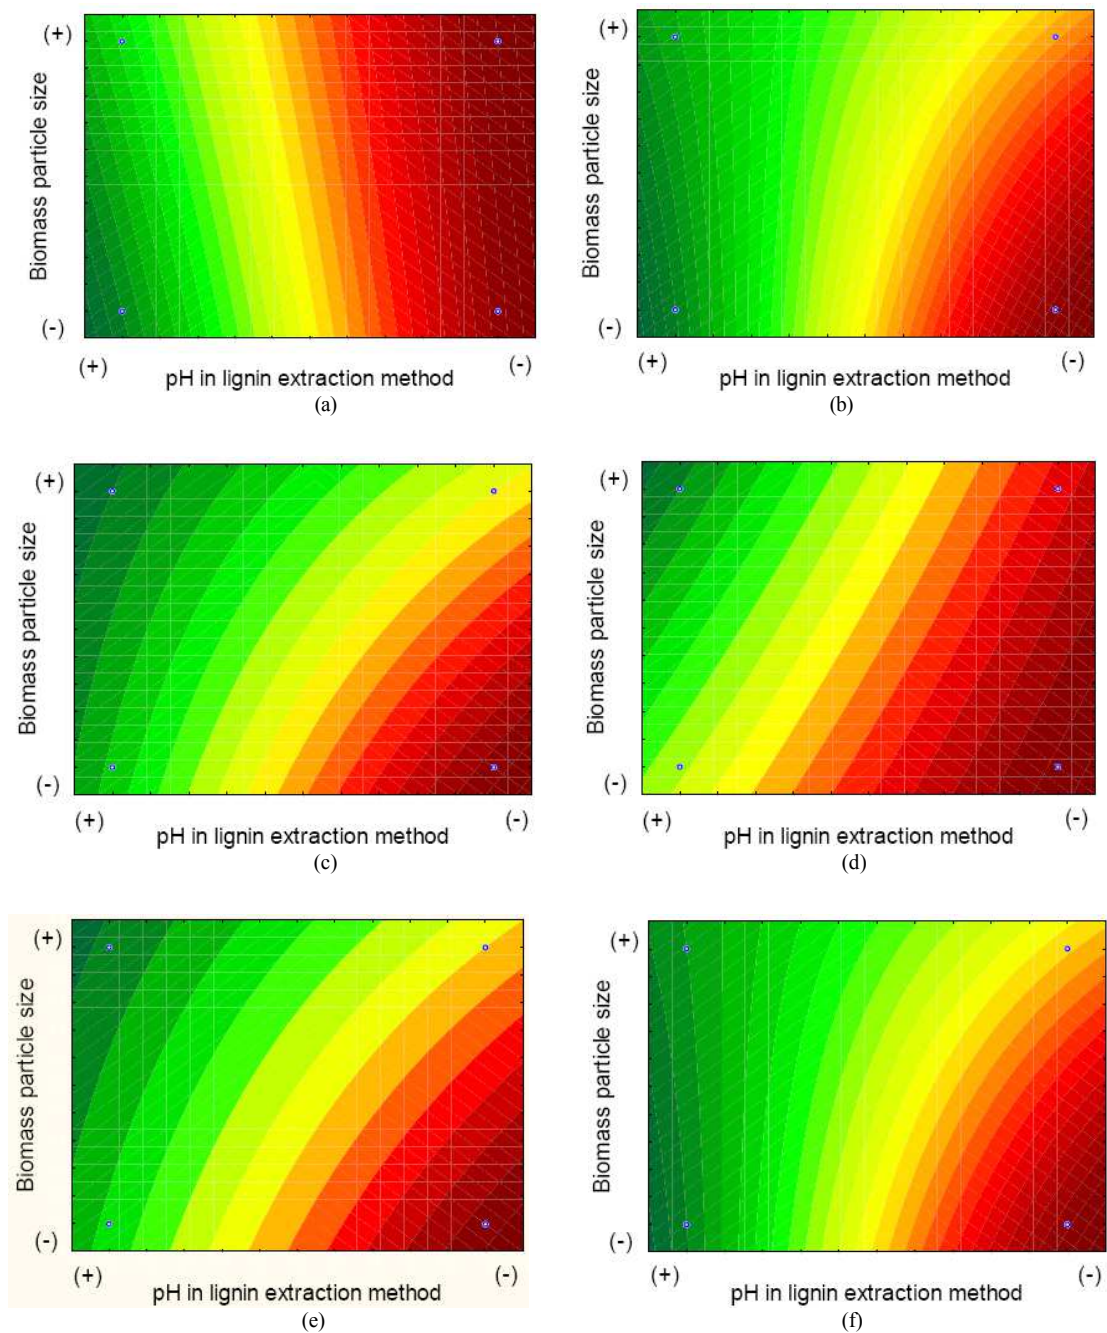 (+)
Biomass particle size
(-)
(+)
(-)
pH in lignin extraction method
(a)
(+)
Biomass particle size
(-)
(+)
(-)
pH in lignin extraction method
(b)
(+)
Biomass particle size
(-)
(+)
(-)
pH in lignin extraction method
(c)
(+)
Biomass particle size
(-)
(+)
(-)
pH in lignin extraction method
(d)
(+)
Biomass particle size
(-)
(+)
(-)
pH in lignin extraction method
(e)
(+)
Biomass particle size
(-)
(+)
(-)
pH in lignin extraction method
(f)